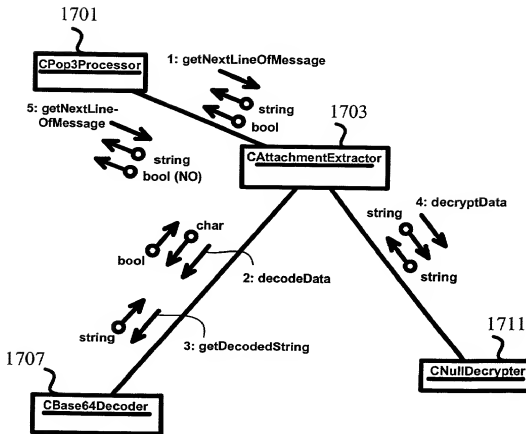 1701
CPop3Processor
1: getNextLineOfMessage
string
bool
5: getNextLine-
OfMessage
string
bool (NO)
1703
CAttachmentExtractor
char
bool
2: decodeData
string
3: getDecodedString
string
4: decryptData
string
1707
CBase64Decoder
1711
CNullDecrypter